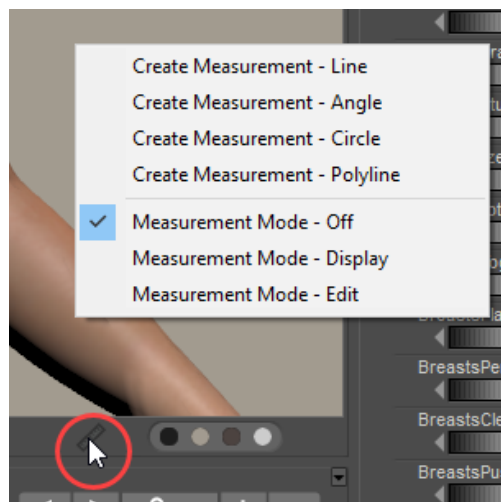 Create Measurement - Line
Create Measurement - Angle
Create Measurement - Circle
Create Measurement - Polyline
Measurement Mode - Off
Measurement Mode - Display
Measurement Mode - Edit
BreastsPe
BreastsCle
BreastsPu